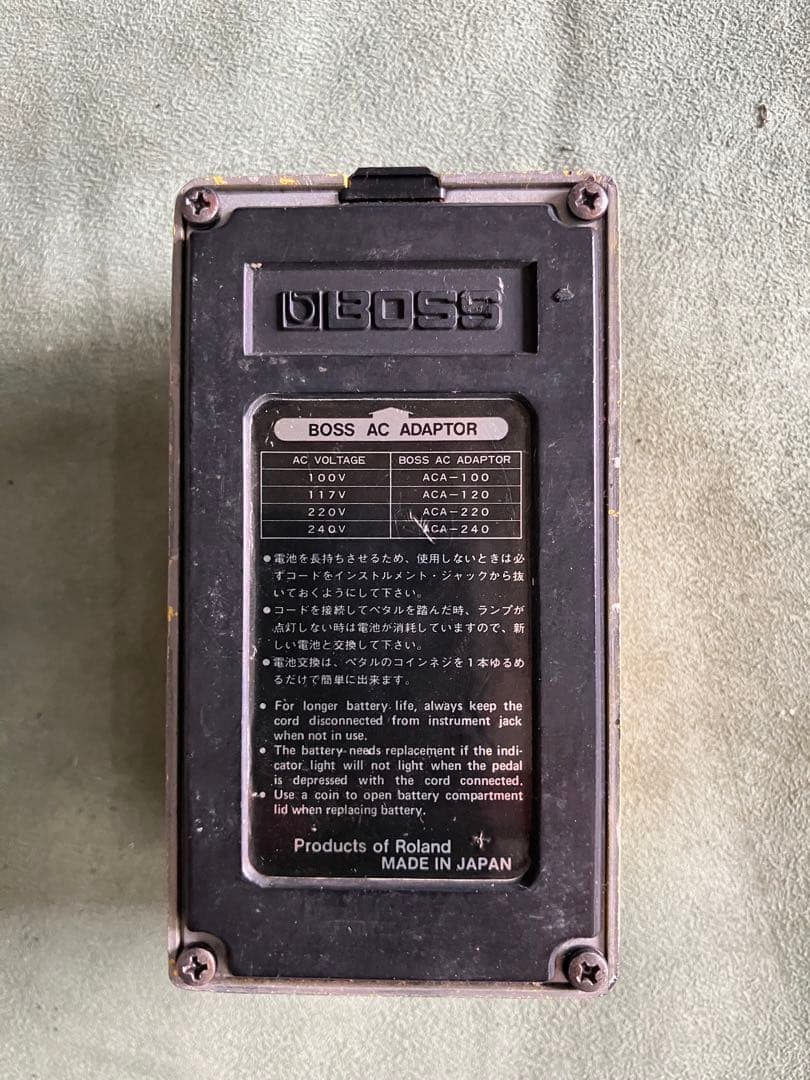 BOSS
BOSS AC ADAPTOR
AC VOLTAGE BOSS AC ADAPTOR
100V ACA-100
117V ACA-120
220V ACA-220
240V ACA-240
●電池を長持ちさせるため、使用しないときは必
ずコードをインストルメント・ジャックから抜
いておくようにして下さい。
●コードを接続してペタルを踏んだ時、ランプが
点灯しない時は電池が消耗していますので、新
しい電池と交換して下さい。
●電池交換は、ペタルのコインネジを1本ゆるめ
るだけで簡単に出来ます。
● For longer battery life, always keep the
cord disconnected from instrument jack
when not in use.
● The battery needs replacement if the indi-
cator light will not light when the pedal
is depressed with the cord connected.
● Use a coin to open battery compartment
lid when replacing battery.
Products of Roland
MADE IN JAPAN